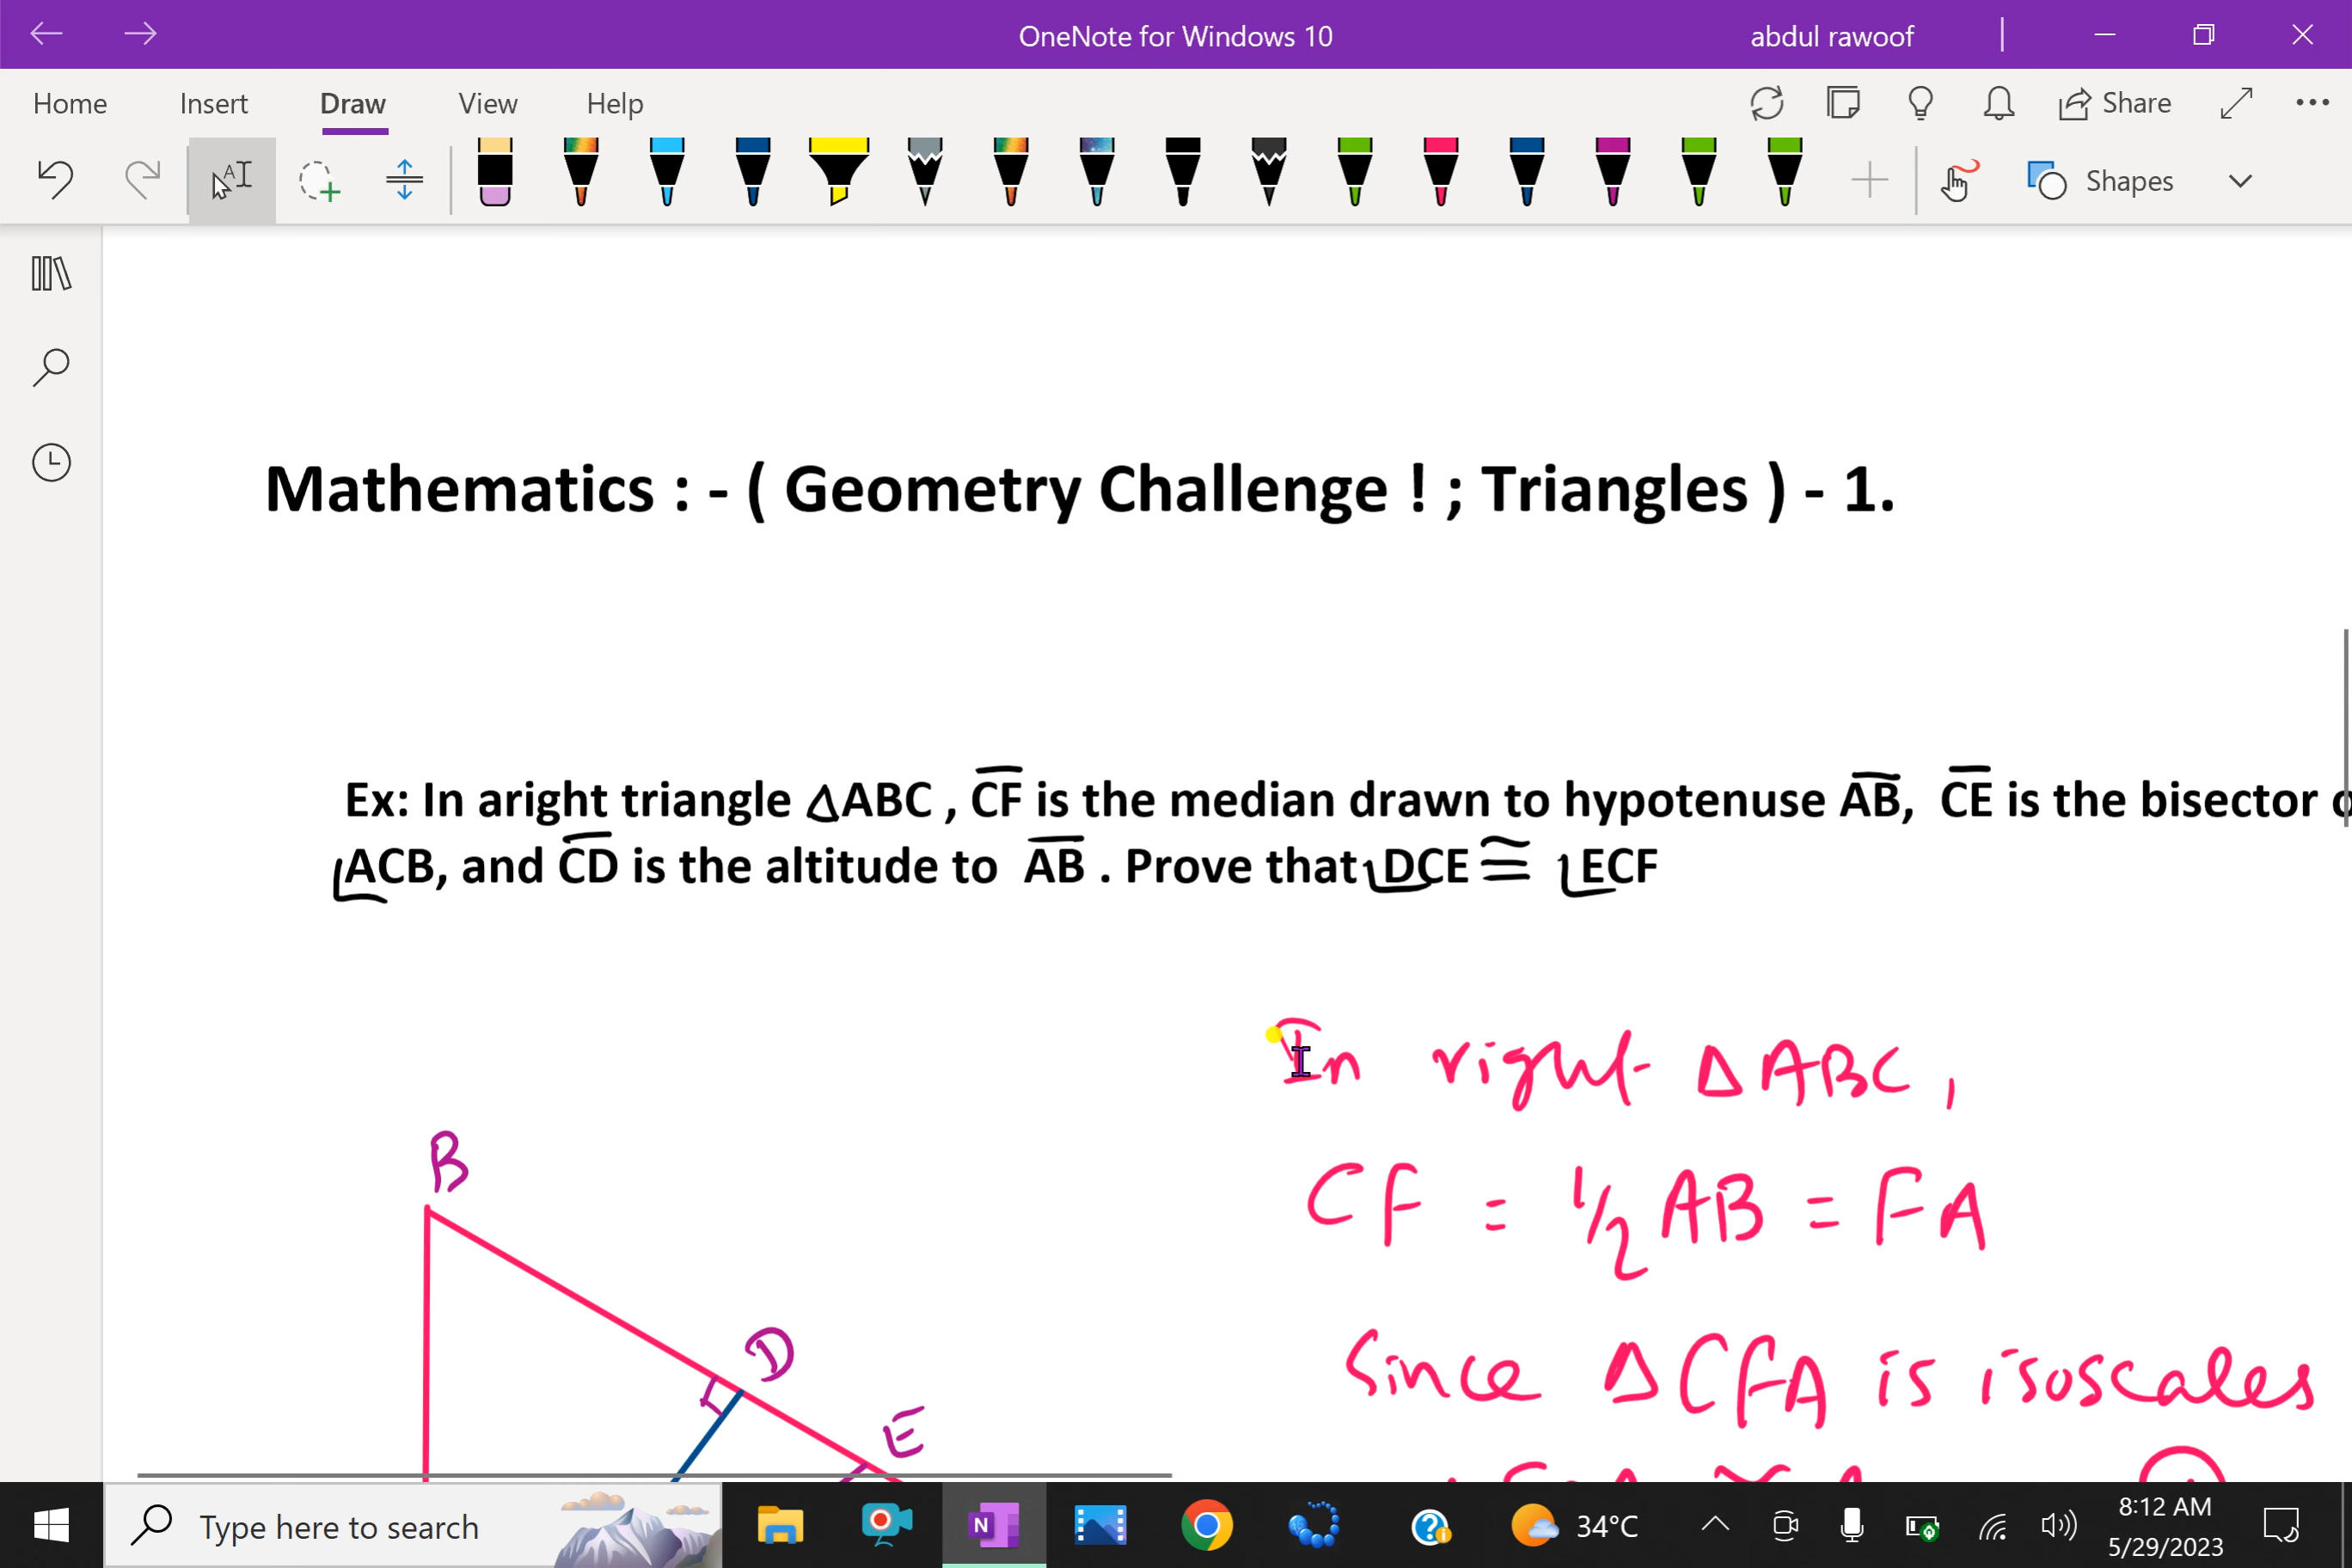 OneNote for Windows 10
abdul rawoof
Home Insert Draw View Help
Share
Shapes
Mathematics : - ( Geometry Challenge ! ; Triangles ) - 1.
Ex: In aright triangle △ABC , CF is the median drawn to hypotenuse AB, CE is the bisector
∠ACB, and CD is the altitude to AB . Prove that ∠DCE ≅ ∠ECF
In right △ABC,
CF = 1/2 AB = FA
Since △CFA is isoscales
B
D
E
Type here to search
34°C
8:12 AM
5/29/2023